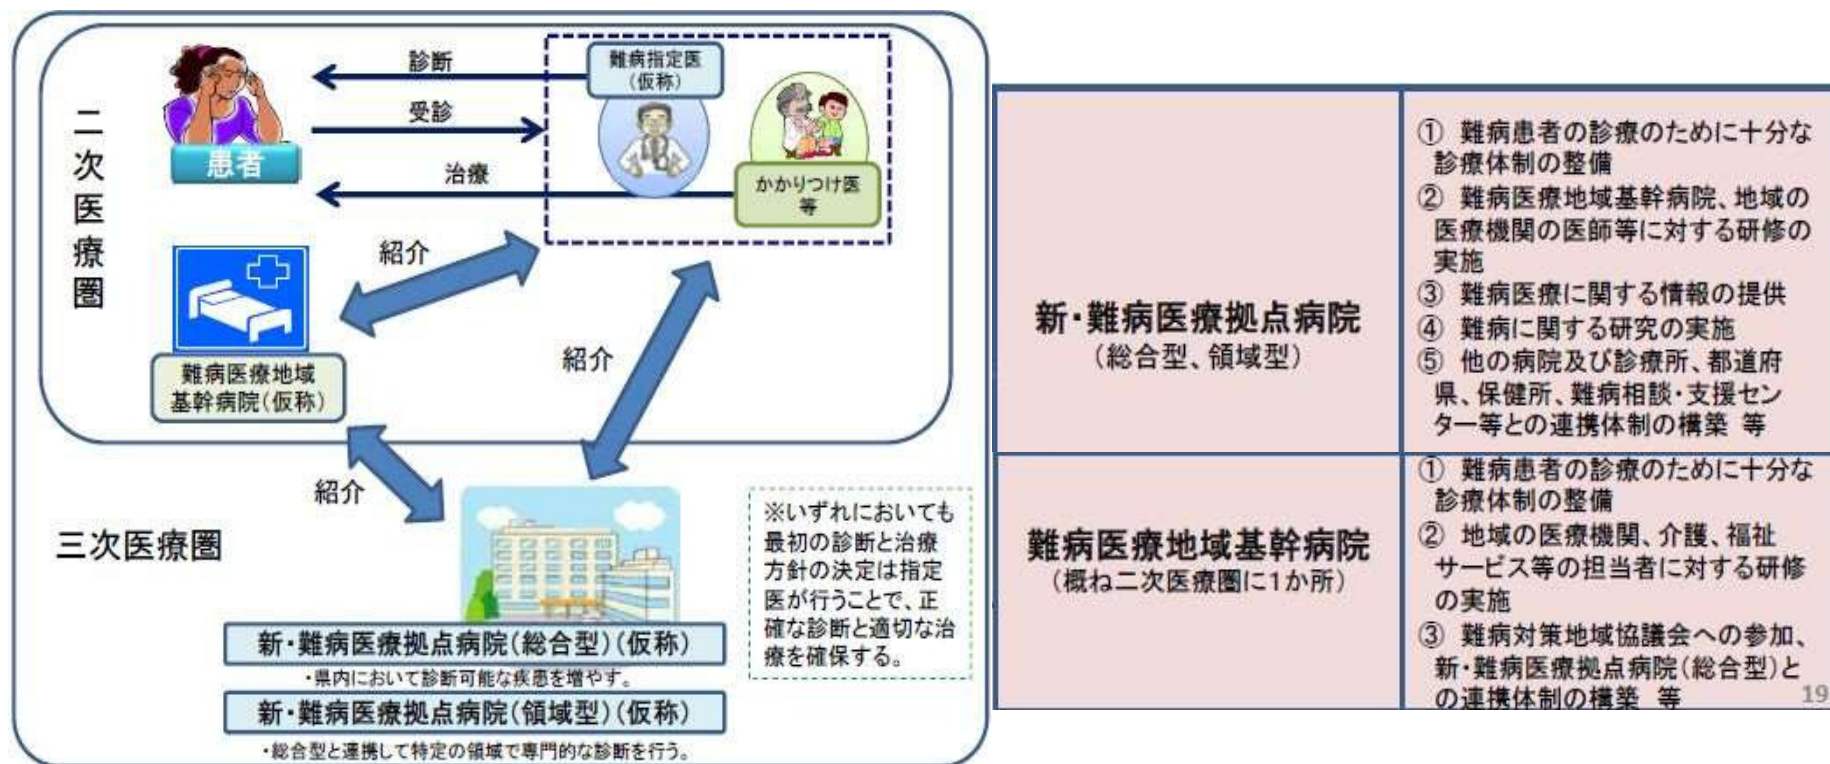 二次医療圏
診断
受診
治療
患者
難病指定医
(仮称)
かかりつけ医
等
紹介
難病医療地域
基幹病院(仮称)
紹介
紹介
三次医療圏
※いずれにおいても
最初の診断と治療
方針の決定は指定
医が行うことで、正
確な診断と適切な治
療を確保する。
新・難病医療拠点病院(総合型)(仮称)
・県内において診断可能な疾患を増やす。
新・難病医療拠点病院(領域型)(仮称)
・総合型と連携して特定の領域で専門的な診断を行う。
新・難病医療拠点病院
(総合型、領域型)
① 難病患者の診療のために十分な
診療体制の整備
② 難病医療地域基幹病院、地域の
医療機関の医師等に対する研修の
実施
③ 難病医療に関する情報の提供
④ 難病に関する研究の実施
⑤ 他の病院及び診療所、都道府
県、保健所、難病相談・支援セン
ター等との連携体制の構築 等
難病医療地域基幹病院
(概ね二次医療圏に1か所)
① 難病患者の診療のために十分な
診療体制の整備
② 地域の医療機関、介護、福祉
サービス等の担当者に対する研修
の実施
③ 難病対策地域協議会への参加、
新・難病医療拠点病院(総合型)と
の連携体制の構築 等
19